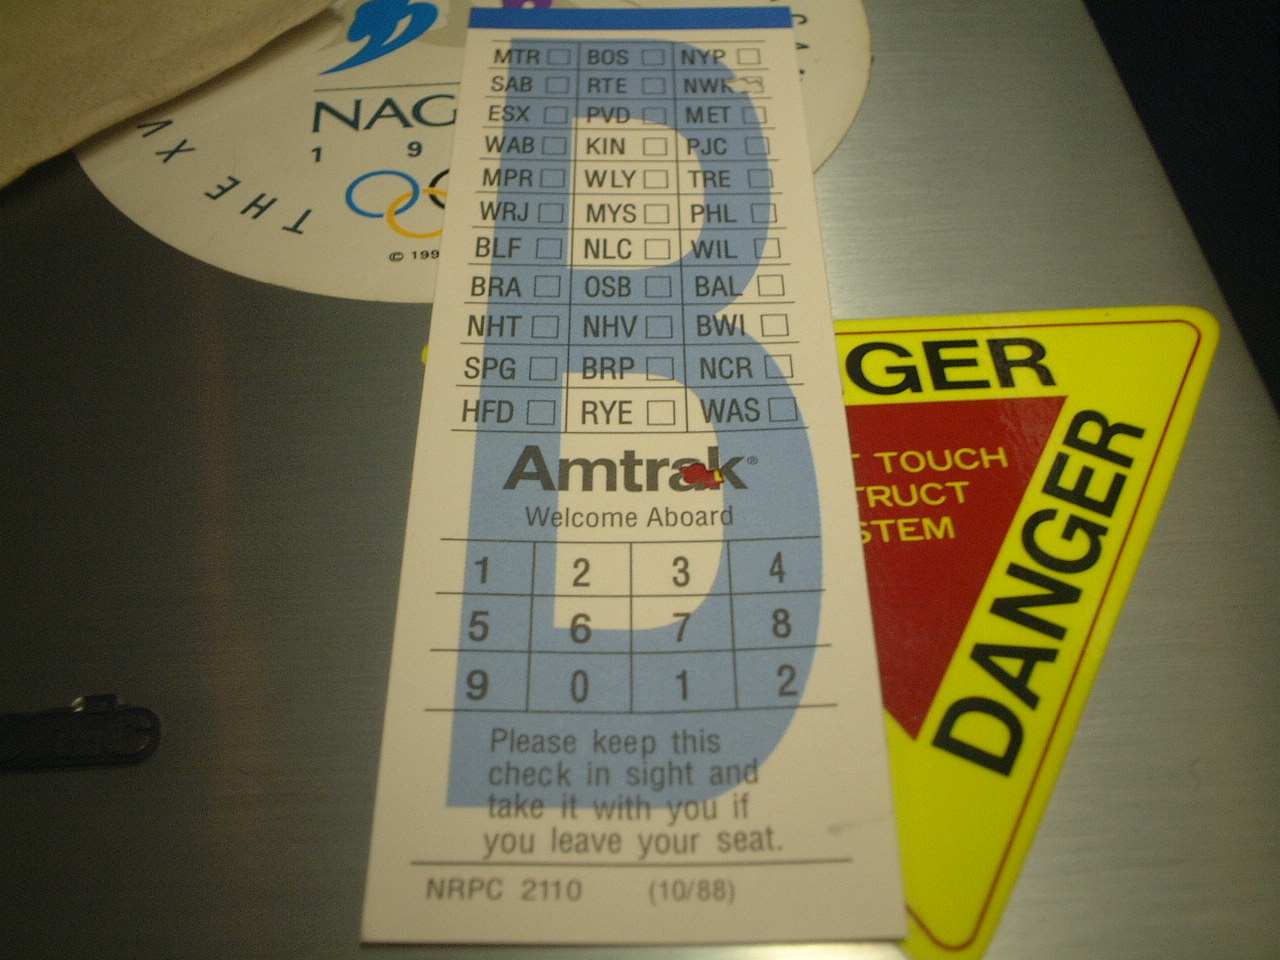 MTR BOS NYP
SAB RTE NWK
ESX PVD MET
WAB KIN PJC
MPR WLY TRE
WRJ MYS PHL
BLF NLC WIL
BRA OSB BAL
NHT NHV BWI
SPG BRP NCR
HFD RYE WAS
B
Amtrak®
Welcome Aboard
1 2 3 4
5 6 7 8
9 0 1 2
Please keep this
check in sight and
take it with you if
you leave your seat.
NRPC 2110 (10/88)
NAG
1 9
THE XV
© 199
GER
TOUCH
TRUCT
STEM
DANGER